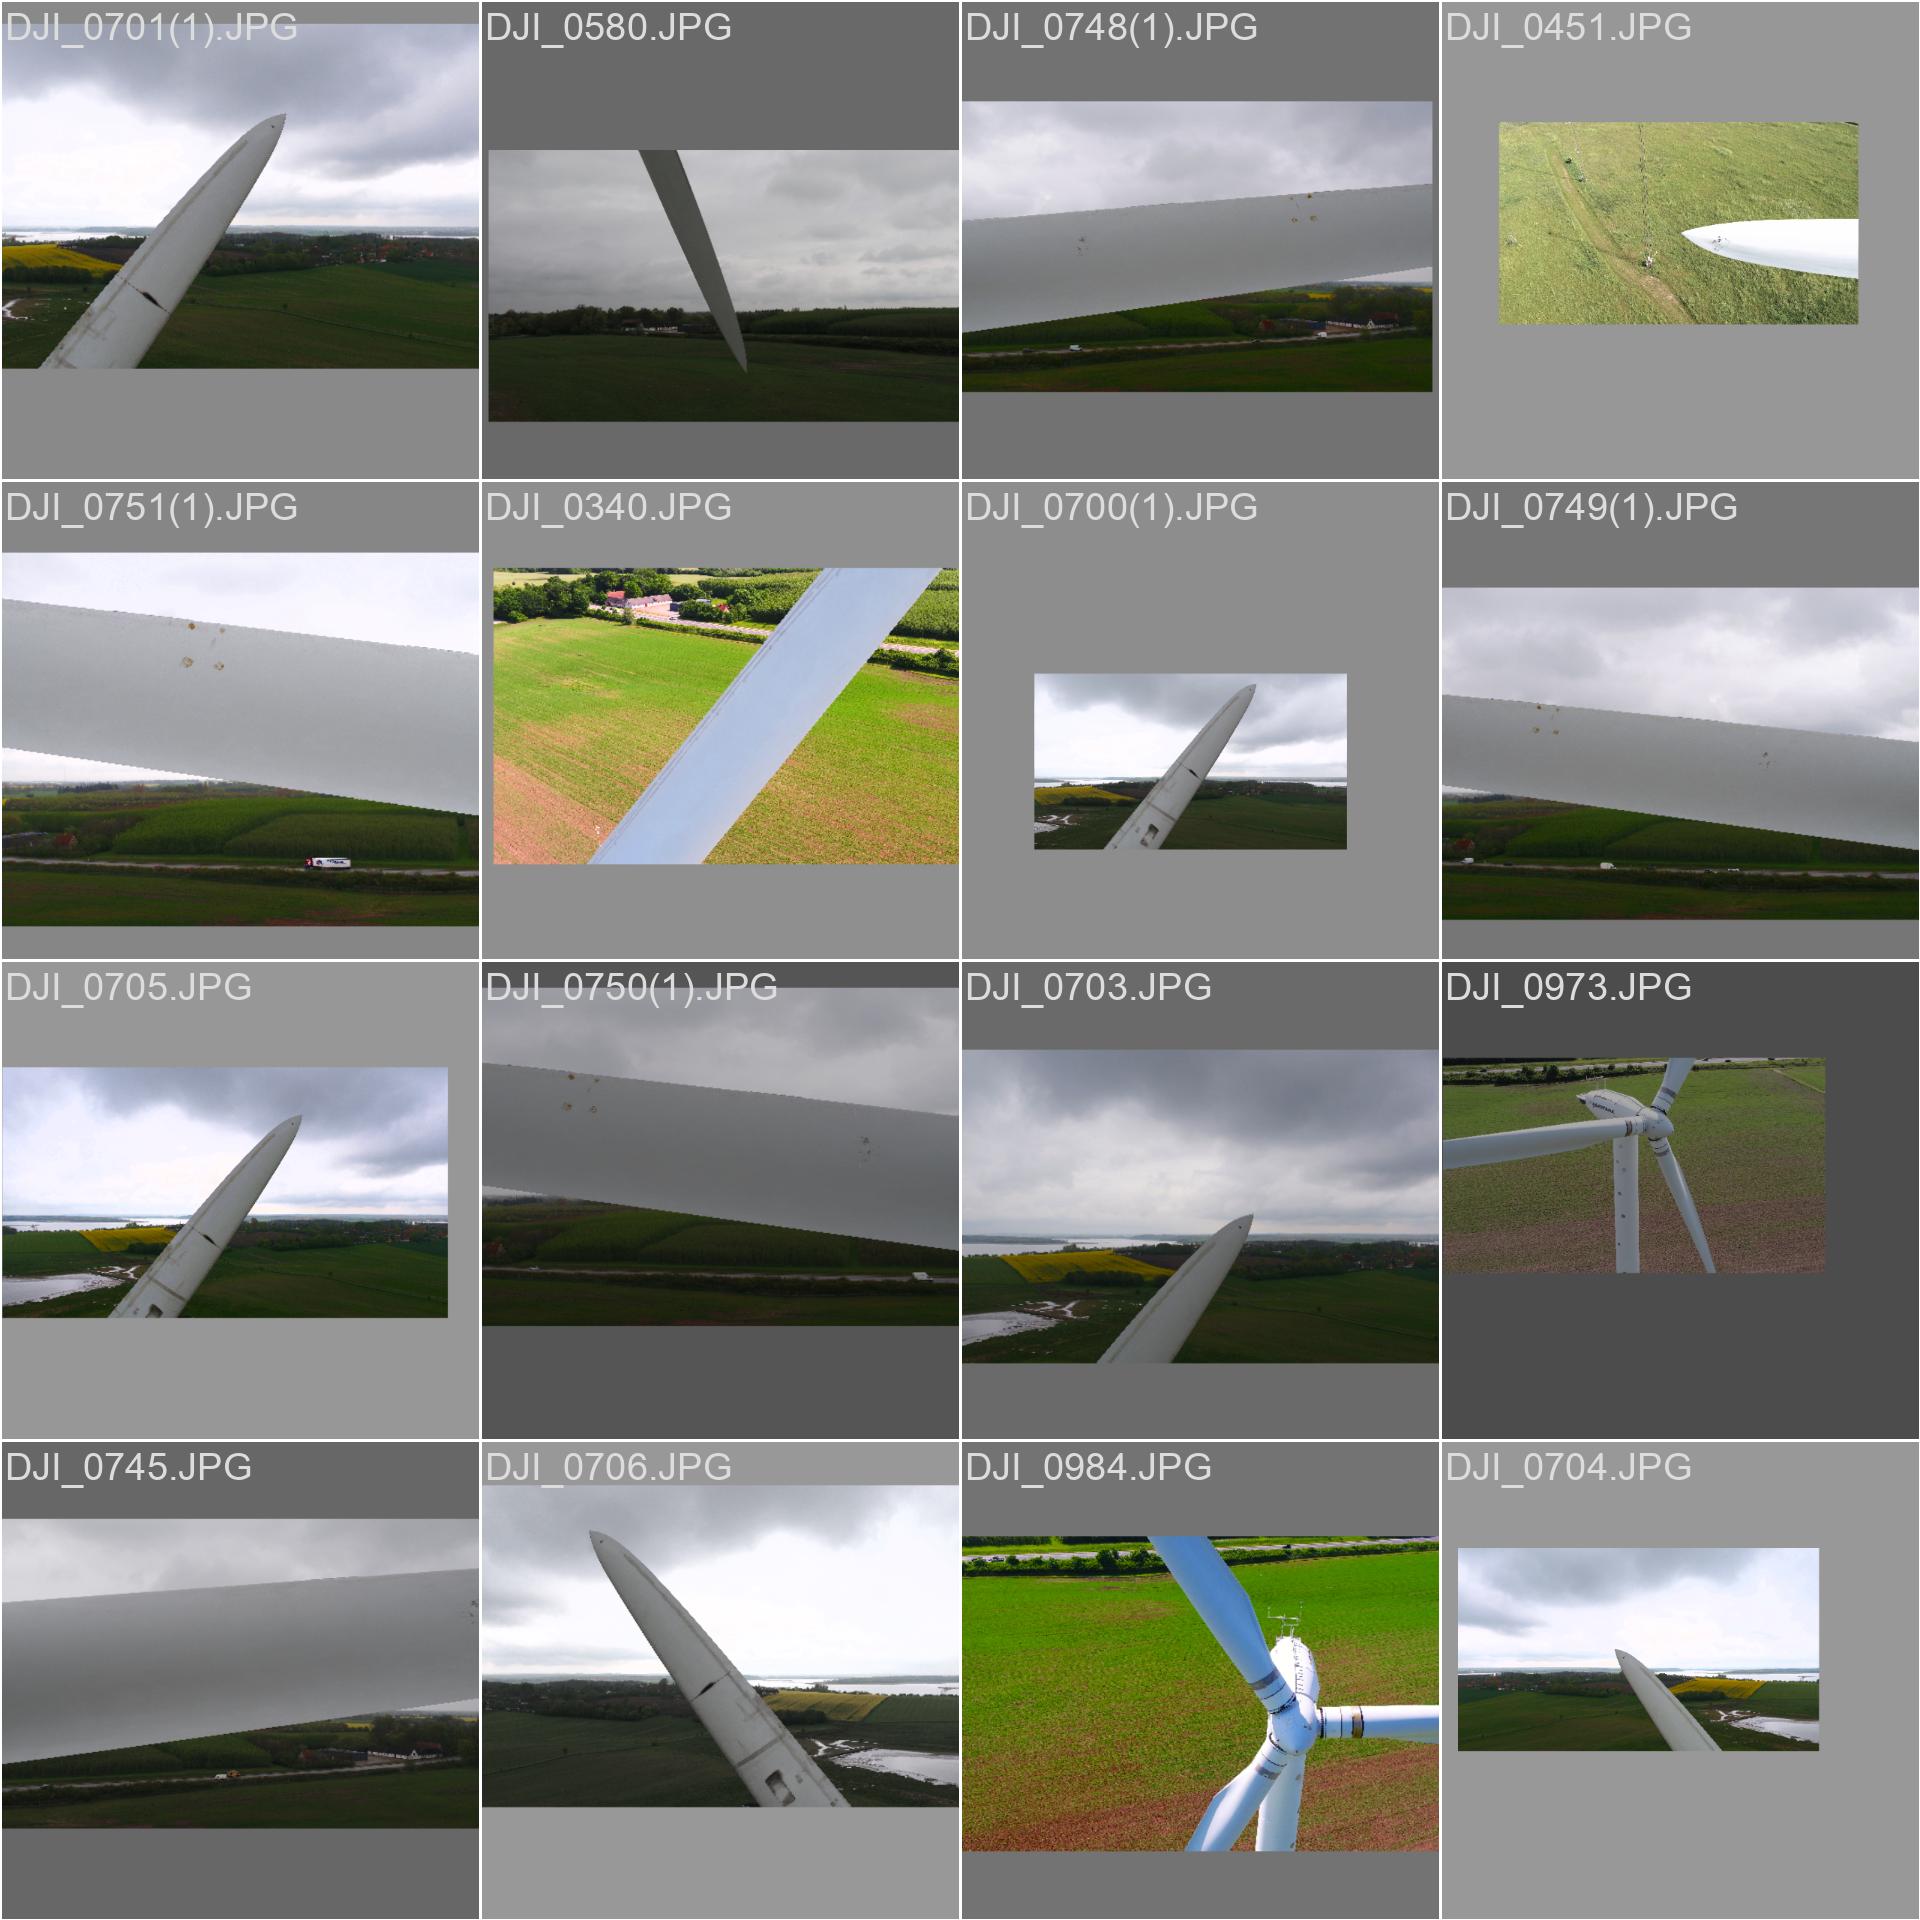 DJI_0701(1).JPG
DJI_0580.JPG
DJI_0748(1).JPG
DJI_0451.JPG
DJI_0751(1).JPG
DJI_0340.JPG
DJI_0700(1).JPG
DJI_0749(1).JPG
DJI_0705.JPG
DJI_0750(1).JPG
DJI_0703.JPG
DJI_0973.JPG
DJI_0745.JPG
DJI_0706.JPG
DJI_0984.JPG
DJI_0704.JPG